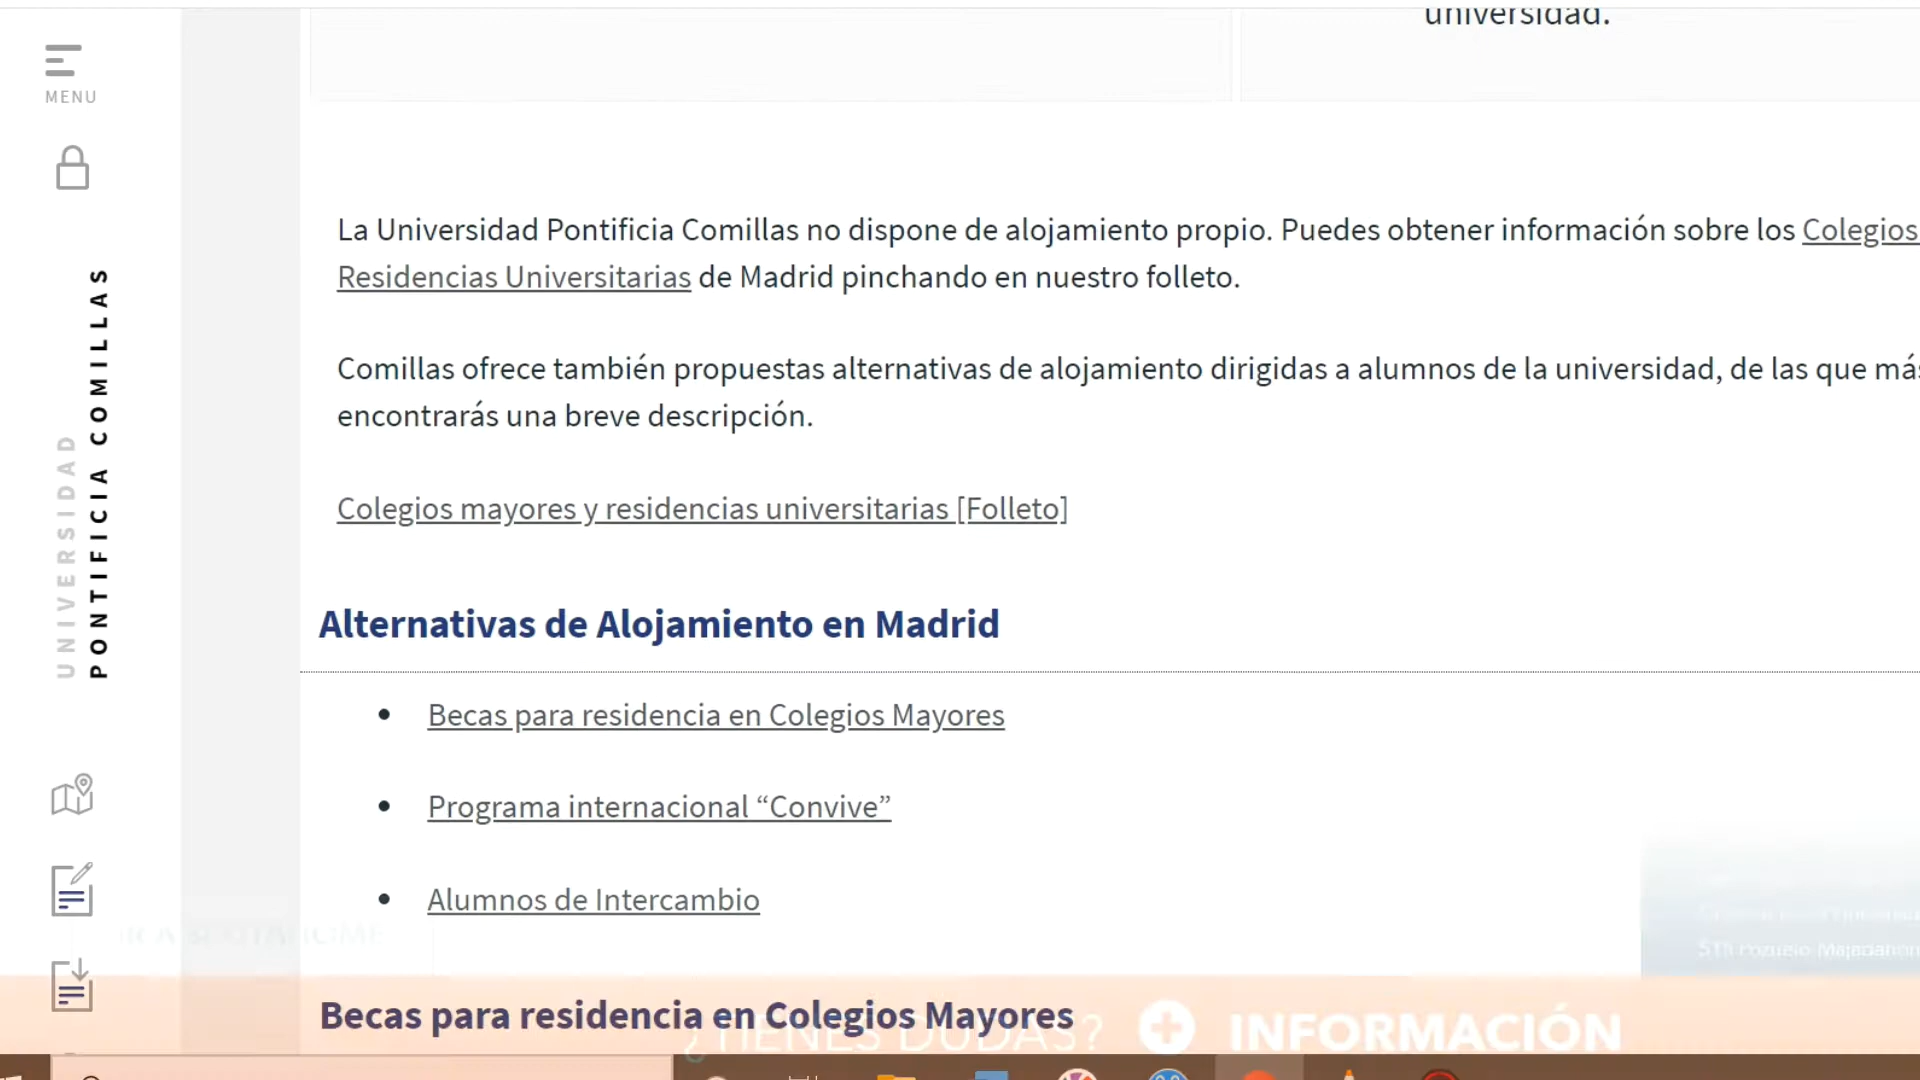 universidad.
MENU
UNIVERSIDAD
PONTIFICIA COMILLAS
La Universidad Pontificia Comillas no dispone de alojamiento propio. Puedes obtener información sobre los Colegios
Residencias Universitarias de Madrid pinchando en nuestro folleto.
Comillas ofrece también propuestas alternativas de alojamiento dirigidas a alumnos de la universidad, de las que más
encontrarás una breve descripción.
Colegios mayores y residencias universitarias [Folleto]
Alternativas de Alojamiento en Madrid
• Becas para residencia en Colegios Mayores
• Programa internacional “Convive”
• Alumnos de Intercambio
Becas para residencia en Colegios Mayores
¿TIENES DUDAS? + INFORMACIÓN